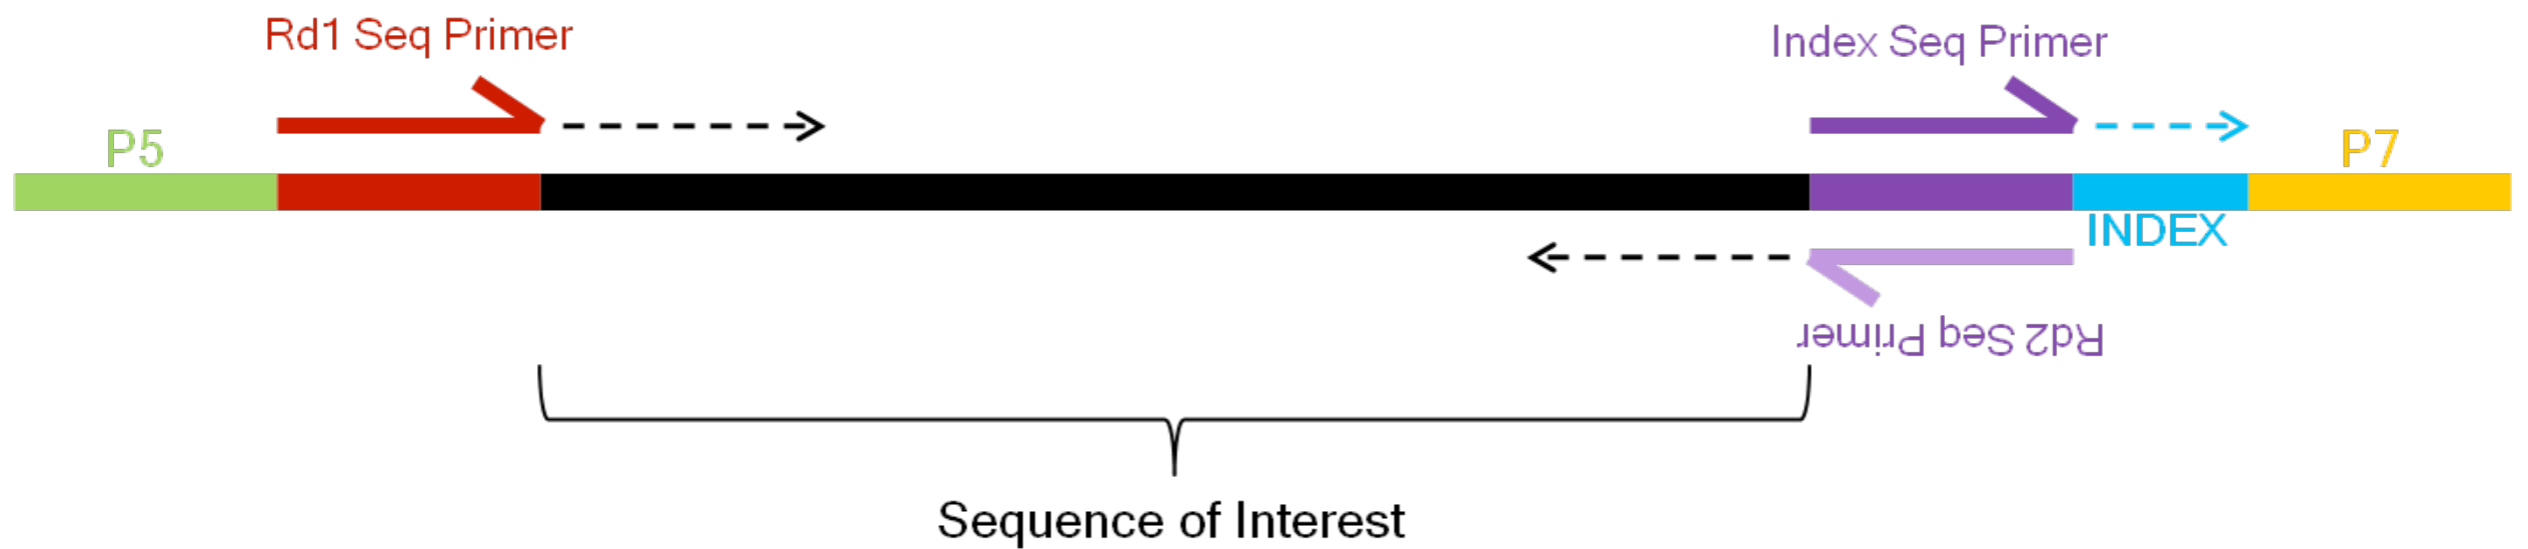 Rd1 Seq Primer
Index Seq Primer
P5
P7
INDEX
Rd2 Seq Primer
Sequence of Interest